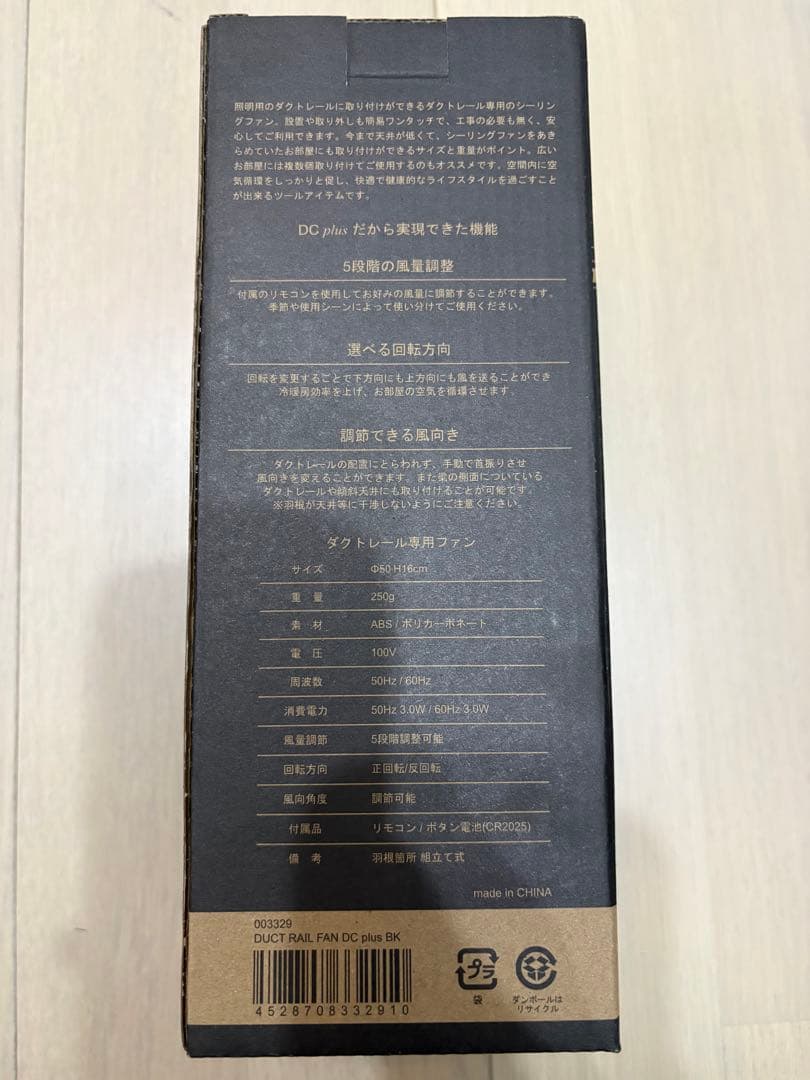 照明用のダクトレールに取り付けができるダクトレール専用のシーリ
ングファン。設置や取り外しも簡易ワンタッチで、工事の必要も無く、安
心してご利用できます。今まで天井が低くて、シーリングファンをあき
らめていたお部屋にも取り付けができるサイズと重量がポイント。広い
お部屋には複数個取り付けてご使用するのもオススメです。空間内に空
気循環をしっかりと促し、快適で健康的なライフスタイルを過ごすこと
が出来るツールアイテムです。
DC plus だから実現できた機能
5段階の風量調整
付属のリモコンを使用してお好みの風量に調節することができます。
季節や使用シーンによって使い分けてご使用ください。
選べる回転方向
回転を変更することで下方向にも上方向にも風を送ることができ
冷暖房効率を上げ、お部屋の空気を循環させます。
調節できる風向き
ダクトレールの配置にとらわれず、手動で首振りさせ
風向きを変えることができます。また梁の側面についている
ダクトレールや傾斜天井にも取り付けることが可能です。
※羽根が天井等に干渉しないようにご注意ください。
ダクトレール専用ファン
サイズ Φ50 H16cm
重 量 250g
素 材 ABS / ポリカーボネート
電 圧 100V
周波数 50Hz / 60Hz
消費電力 50Hz 3.0W / 60Hz 3.0W
風量調節 5段階調整可能
回転方向 正回転/反回転
風向角度 調節可能
付属品 リモコン / ボタン電池(CR2025)
備 考 羽根箇所 組立て式
made in CHINA
003329
DUCT RAIL FAN DC plus BK
4528708332910
プラ
袋
ダンボールは
リサイクル